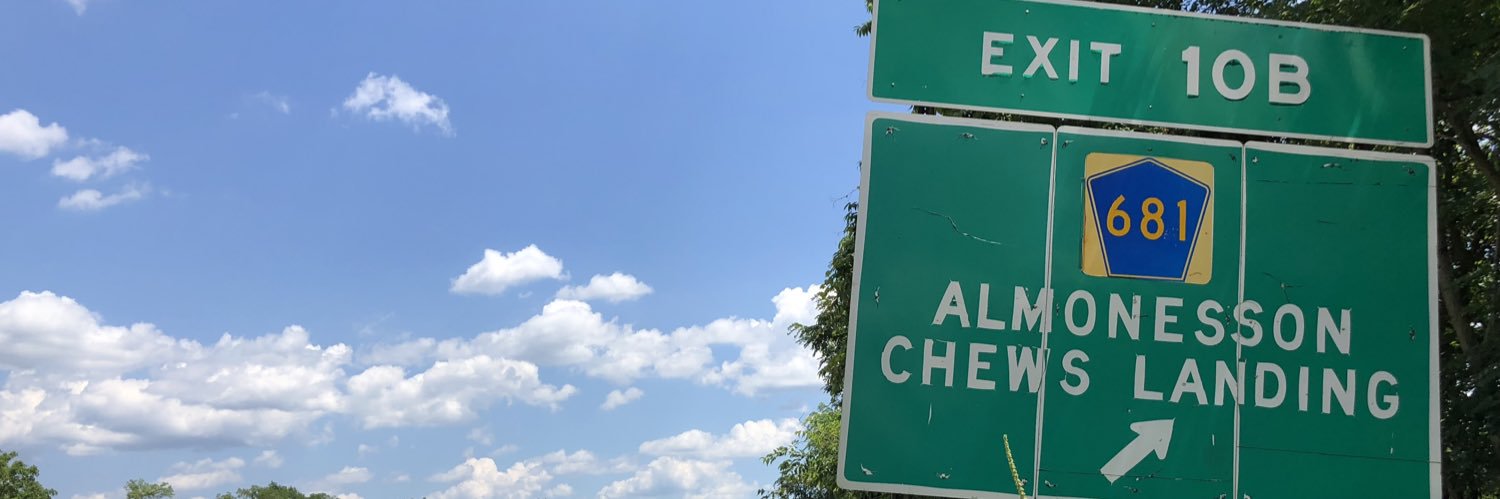 EXIT 10B
681
ALMONESSON
CHEWS LANDING